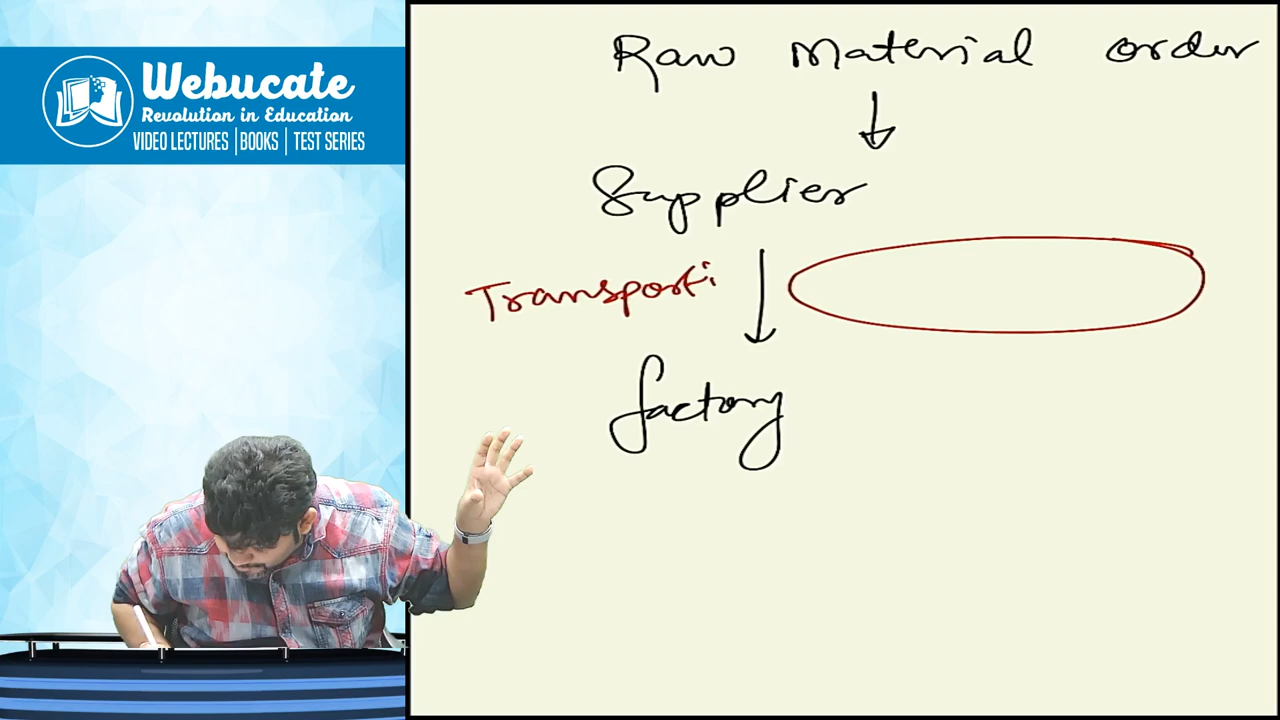 Webucate
Revolution in Education
VIDEO LECTURES | BOOKS | TEST SERIES
Raw Material order
Supplier
Transporti
factory